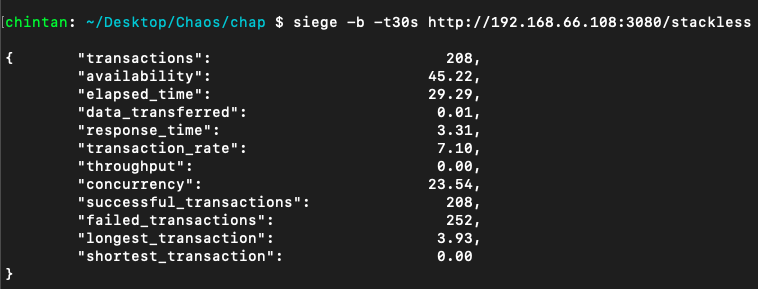 chintan: ~/Desktop/Chaos/chap $ siege -b -t30s http://192.168.66.108:3080/stackless
{ "transactions": 208,
"availability": 45.22,
"elapsed_time": 29.29,
"data_transferred": 0.01,
"response_time": 3.31,
"transaction_rate": 7.10,
"throughput": 0.00,
"concurrency": 23.54,
"successful_transactions": 208,
"failed_transactions": 252,
"longest_transaction": 3.93,
"shortest_transaction": 0.00
}